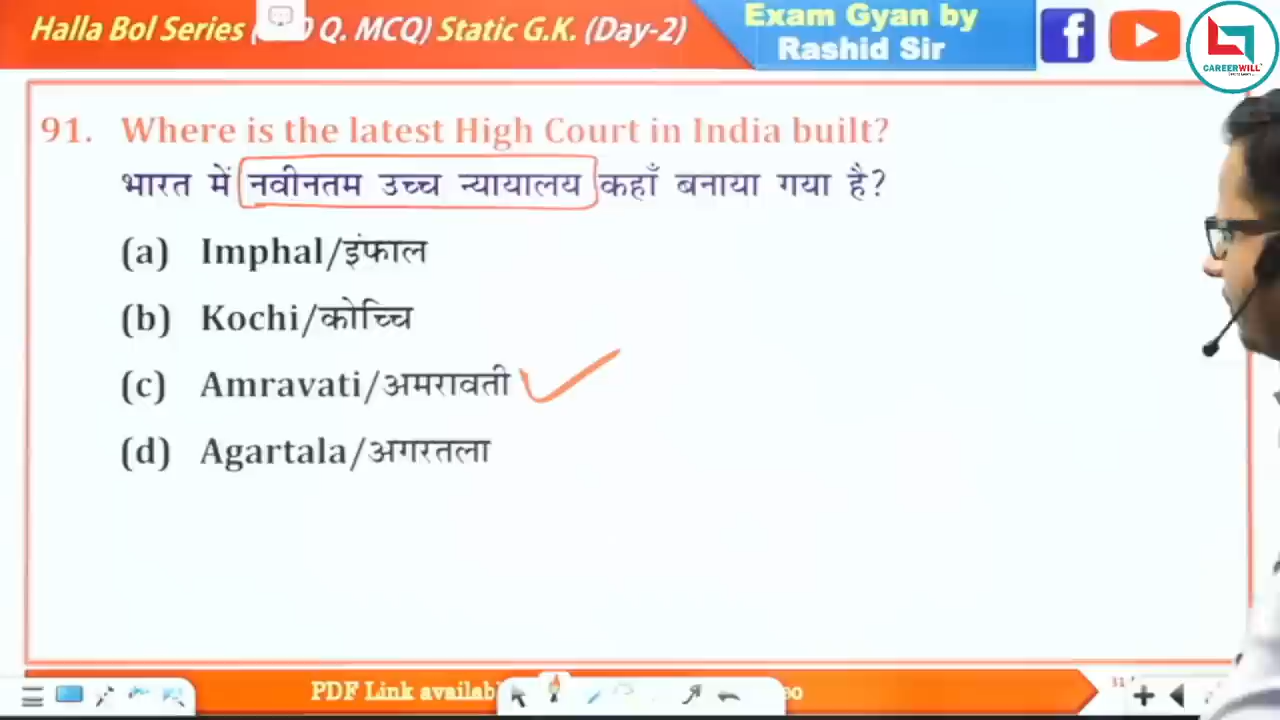 Halla Bol Series ( 0 Q. MCQ) Static G.K. (Day-2)
Exam Gyan by
Rashid Sir
CAREERWILL
91. Where is the latest High Court in India built?
भारत में नवीनतम उच्च न्यायालय कहाँ बनाया गया है?
(a) Imphal/इंफाल
(b) Kochi/कोच्चि
(c) Amravati/अमरावती
(d) Agartala/अगरतला
PDF Link